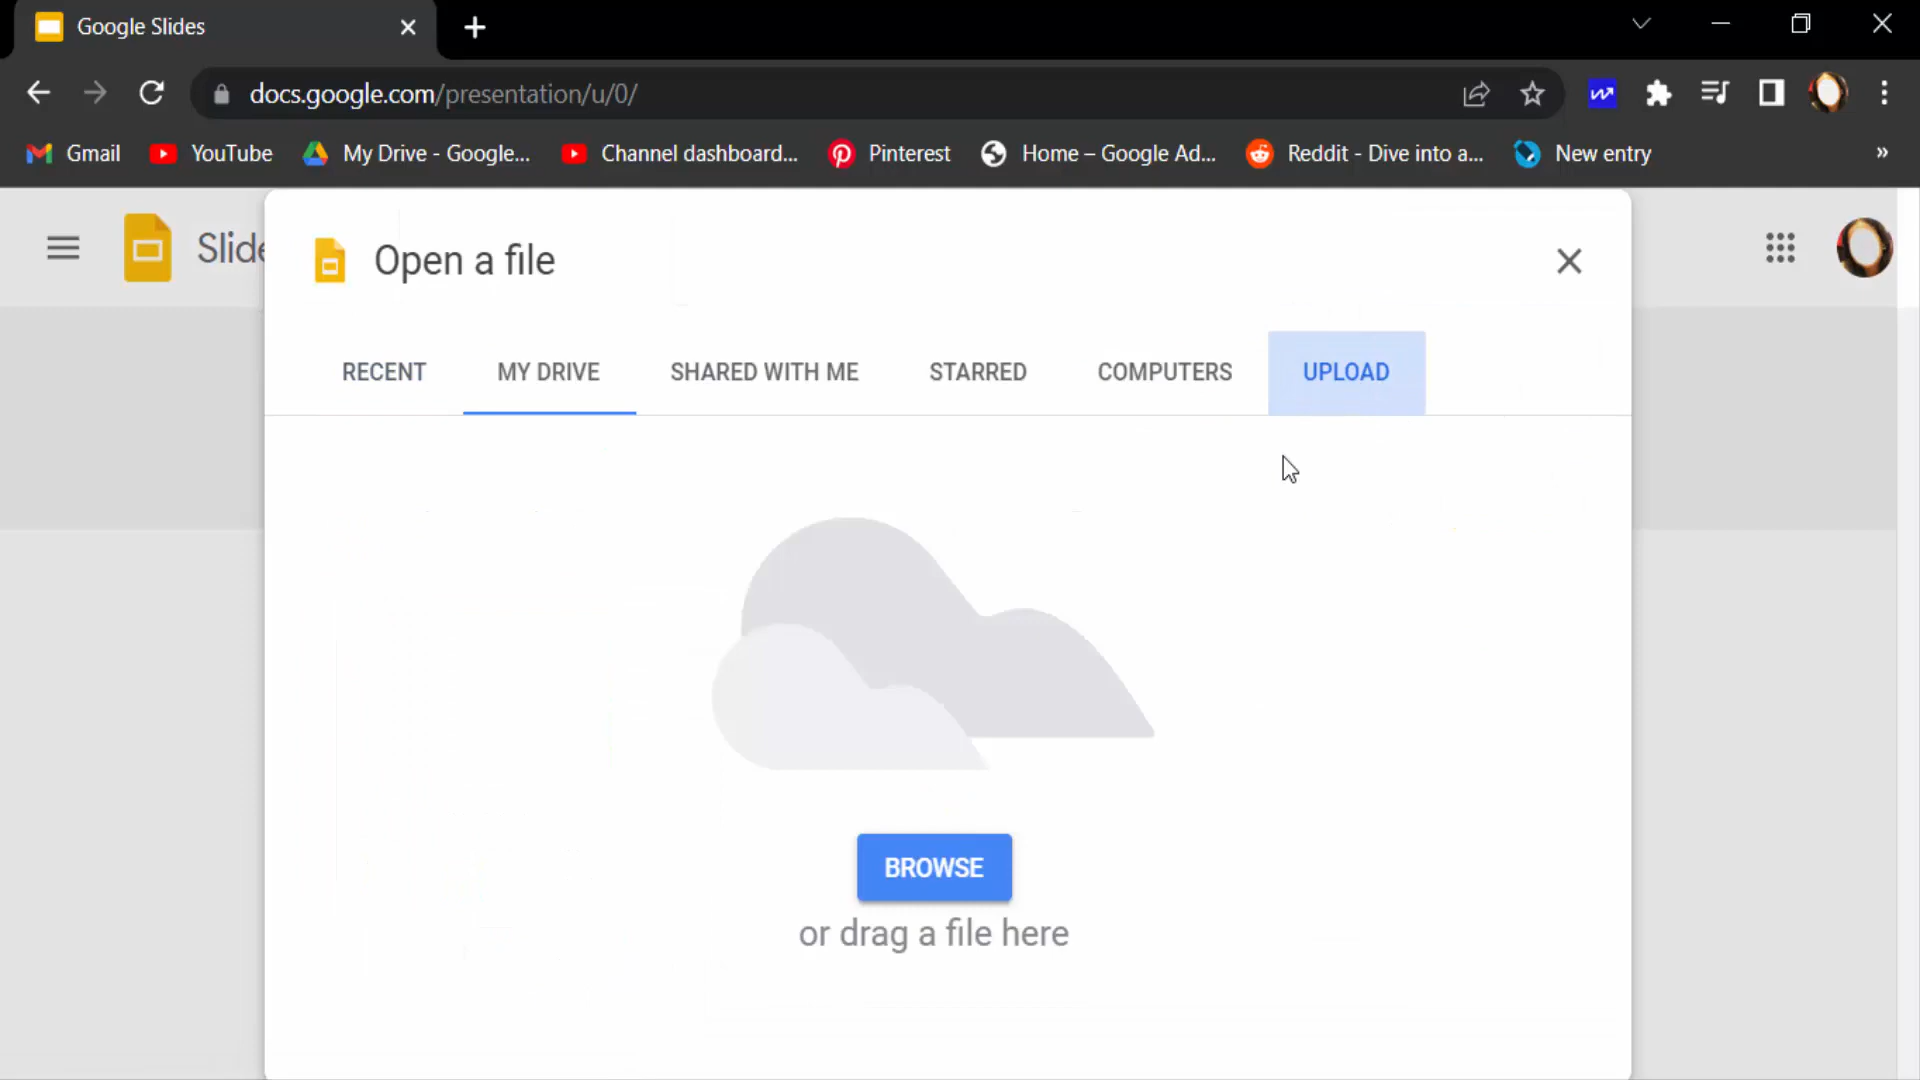 Google Slides
docs.google.com/presentation/u/0/
Gmail
YouTube
My Drive - Google...
Channel dashboard...
Pinterest
Home – Google Ad...
Reddit - Dive into a...
New entry
»
Slide
Open a file
RECENT
MY DRIVE
SHARED WITH ME
STARRED
COMPUTERS
UPLOAD
BROWSE
or drag a file here